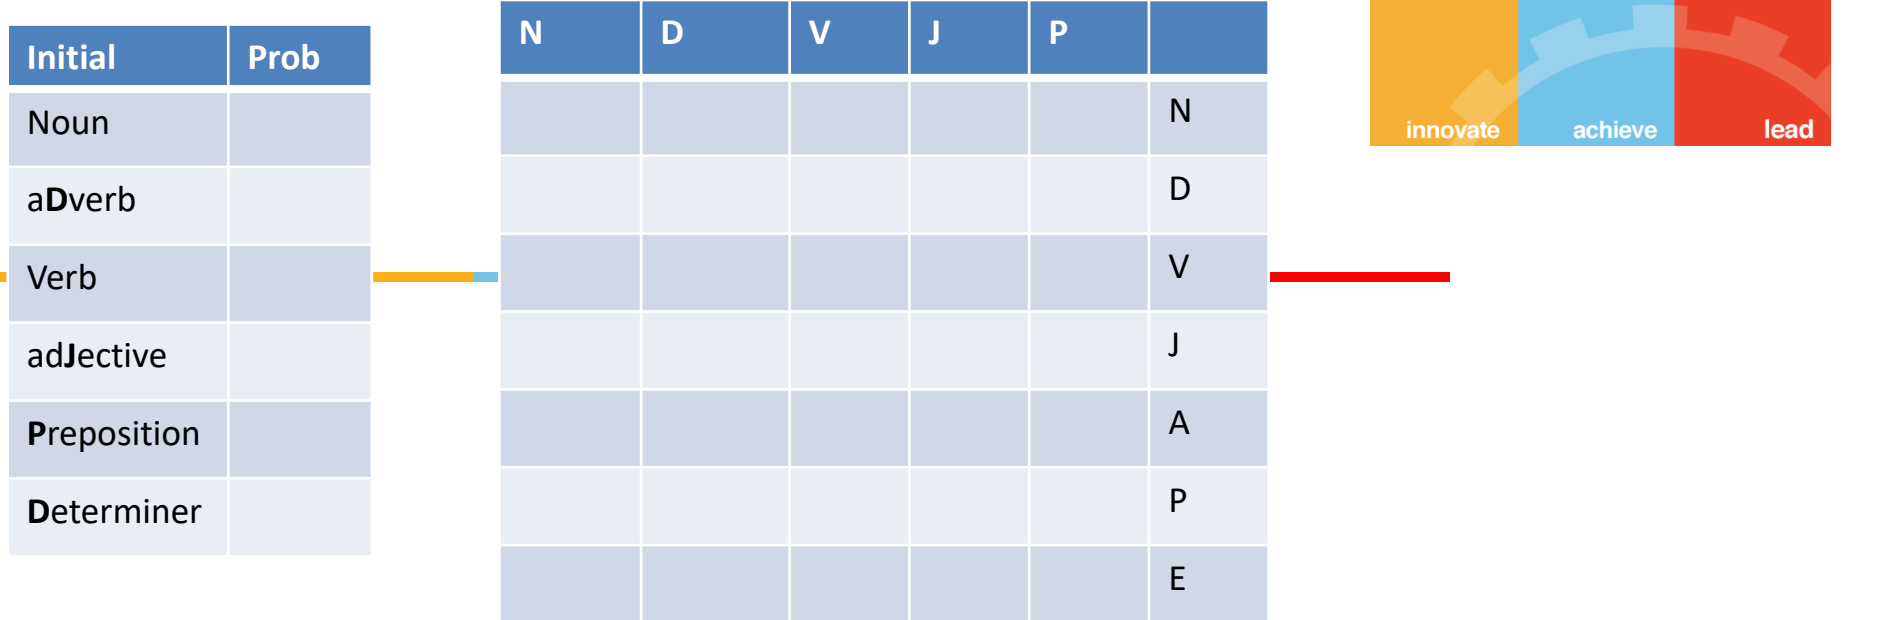 Initial Prob
Noun
aDverb
Verb
adJective
Preposition
Determiner
N D V J P
N
D
V
J
A
P
E
innovate achieve lead